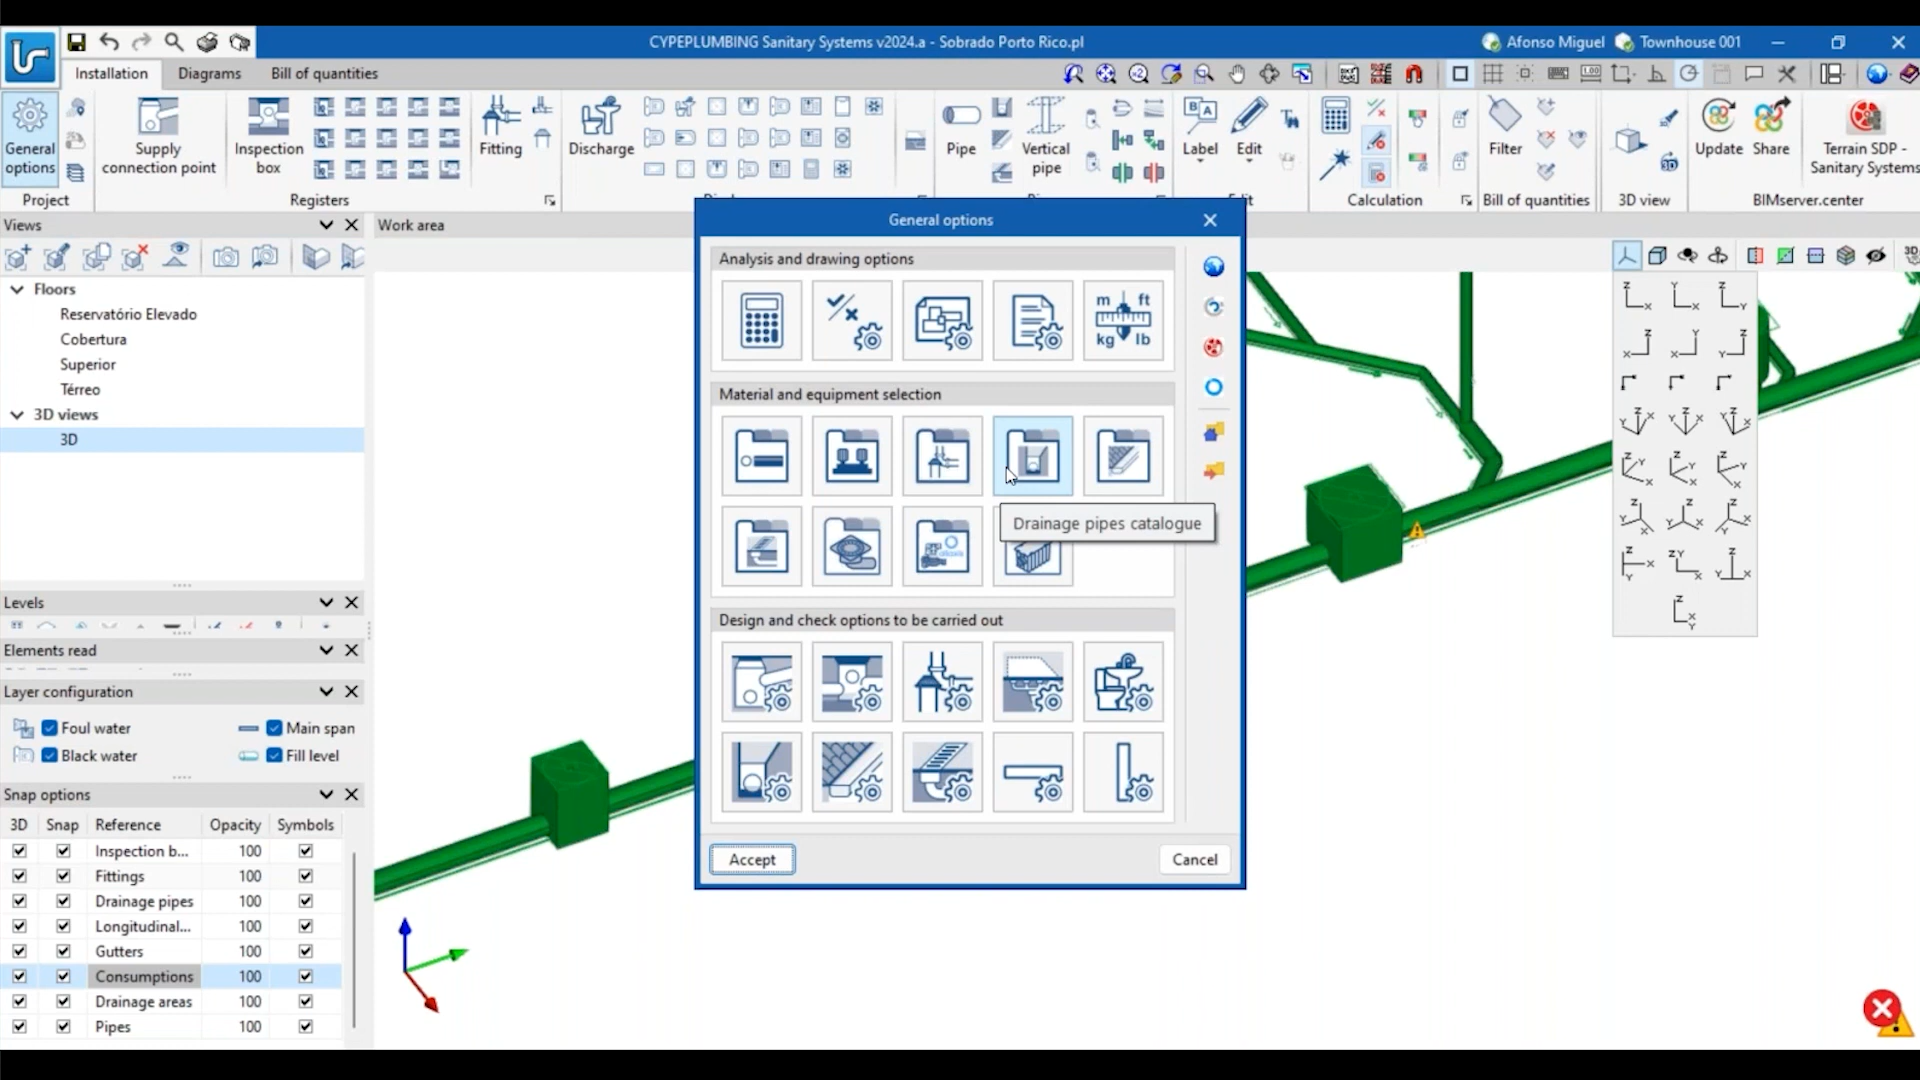 CYPEPLUMBING Sanitary Systems v2024.a - Sobrado Porto Rico.pl
Afonso Miguel
Townhouse 001
Installation
Diagrams
Bill of quantities
General options
Supply connection point
Inspection box
Fitting
Discharge
Pipe
Vertical pipe
Label
Edit
Filter
Update
Share
Terrain SDP - Sanitary Systems
Project
Registers
Calculation
Bill of quantities
3D view
BIMserver.center
Views
Work area
Floors
Reservatório Elevado
Cobertura
Superior
Térreo
3D views
3D
Levels
Elements read
Layer configuration
Foul water
Main span
Black water
Fill level
Snap options
3D Snap Reference Opacity Symbols
Inspection b... 100
Fittings 100
Drainage pipes 100
Longitudinal... 100
Gutters 100
Consumptions 100
Drainage areas 100
Pipes 100
General options
Analysis and drawing options
m ft
kg lb
Material and equipment selection
Drainage pipes catalogue
Design and check options to be carried out
Accept
Cancel